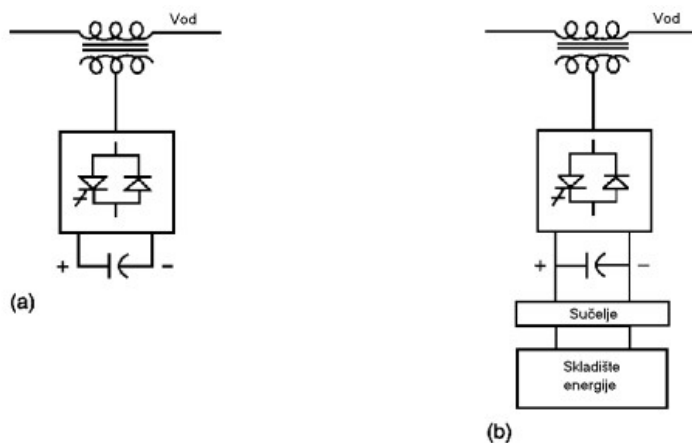 Vod
+ –
(a)
Vod
+ –
Sučelje
Skladište
energije
(b)